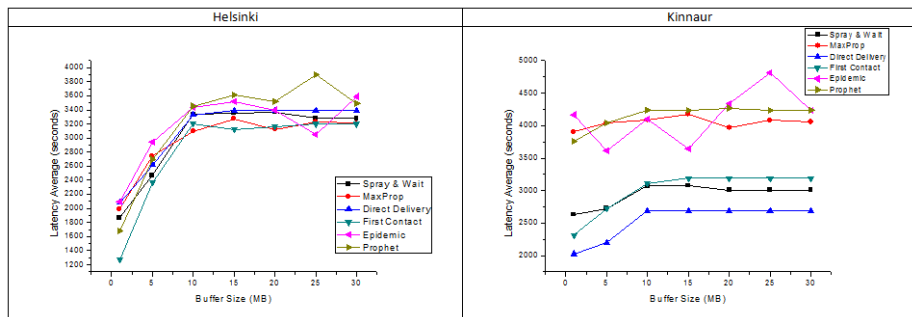 Helsinki
Kinnaur
4000
3800
3600
3400
3200
3000
2800
2600
2400
2200
2000
1800
1600
1400
1200
Latency Average (seconds)
Spray & Wait
MaxProp
Direct Delivery
First Contact
Epidemic
Prophet
0 5 10 15 20 25 30
Buffer Size (MB)
5000
4500
4000
3500
3000
2500
2000
Latency Average (seconds)
Spray & Wait
MaxProp
Direct Delivery
First Contact
Epidemic
Prophet
0 5 10 15 20 25 30
Buffer Size (MB)